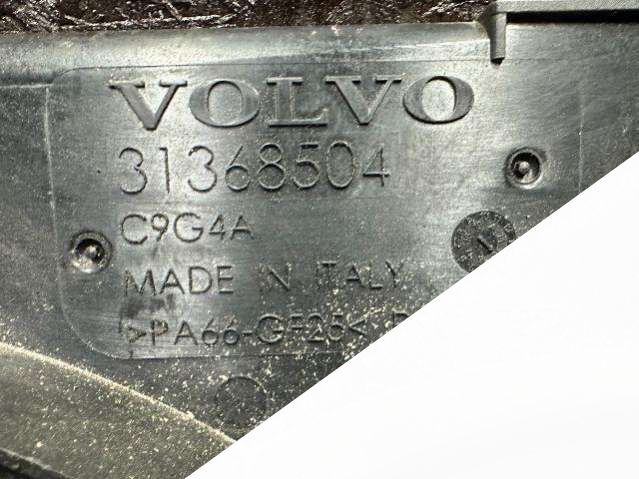 VOLVO
31368504
C9G4A
MADE IN ITALY
>PA66-GF25<